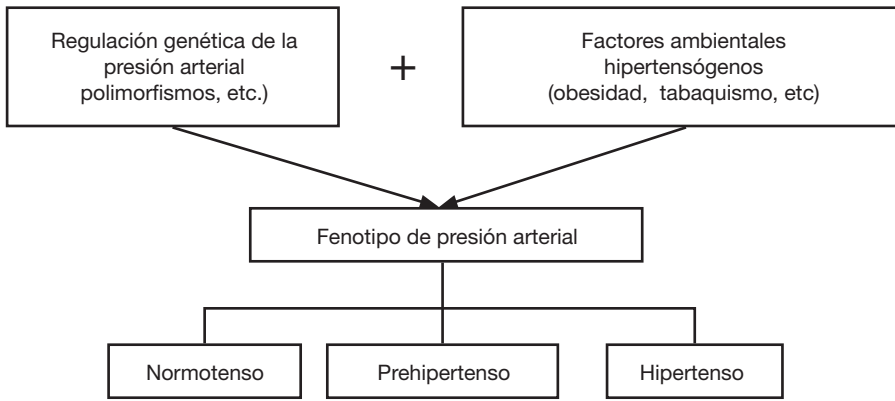 Regulación genética de la
presión arterial
polimorfismos, etc.)
+
Factores ambientales
hipertensógenos
(obesidad, tabaquismo, etc)
Fenotipo de presión arterial
Normotenso
Prehipertenso
Hipertenso